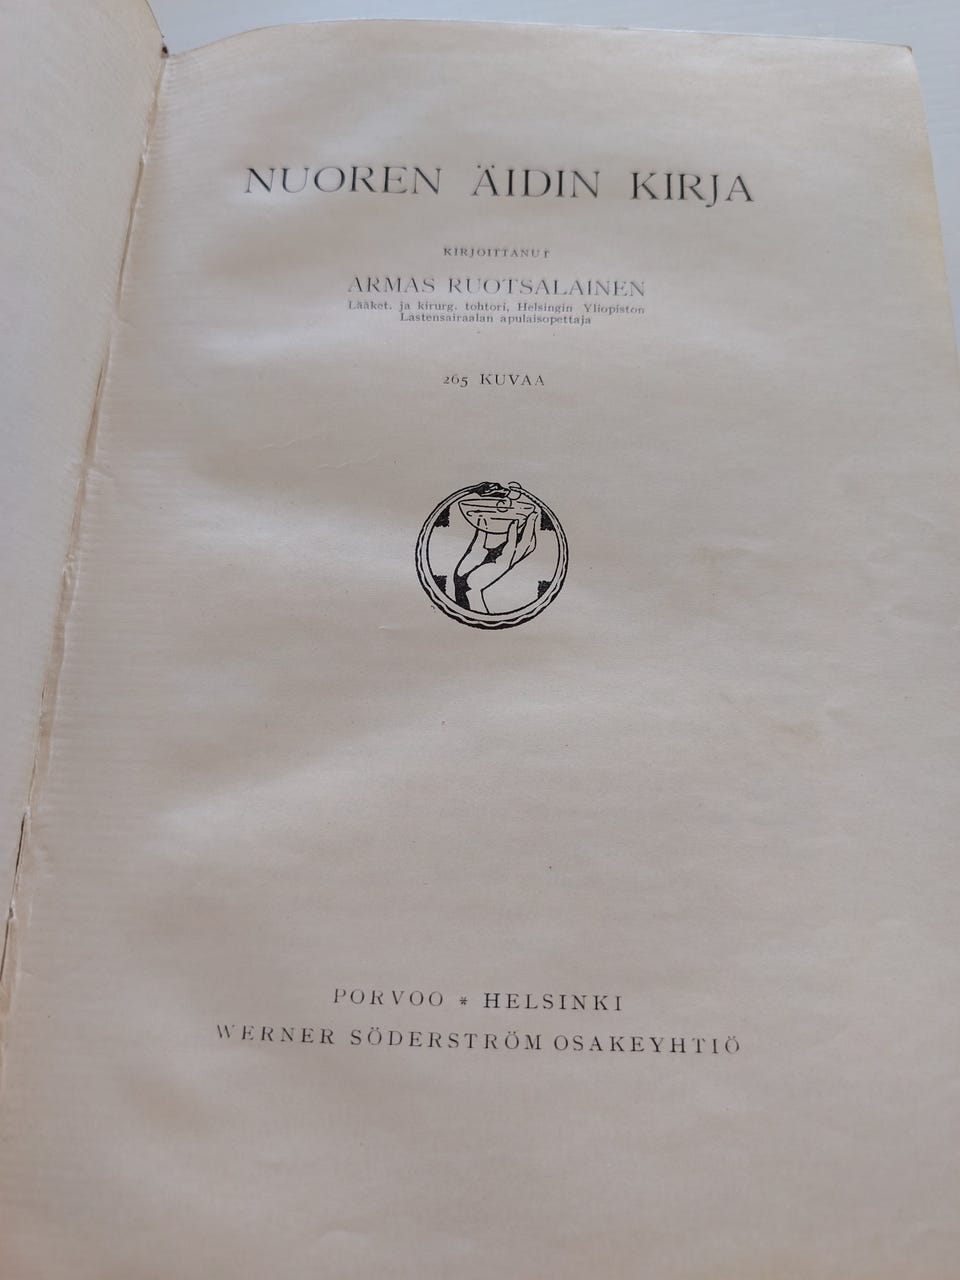 NUOREN ÄIDIN KIRJA
KIRJOITTANUT
ARMAS RUOTSALAINEN
Lääket. ja kirurg. tohtori, Helsingin Yliopiston
Lastensairaalan apulaisopettaja
265 KUVAA
PORVOO * HELSINKI
WERNER SÖDERSTRÖM OSAKEYHTIÖ